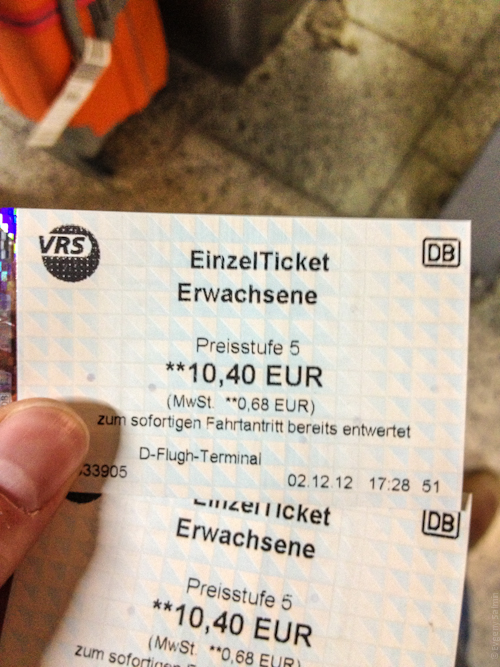 VRS
DB
EinzelTicket
Erwachsene
Preisstufe 5
**10,40 EUR
(MwSt. **0,68 EUR)
zum sofortigen Fahrtantritt bereits entwertet
D-Flugh-Terminal
33905
02.12.12 17:28 51
EinzelTicket
DB
Erwachsene
Preisstufe 5
**10,40 EUR
(MwSt. **0,68 EUR)
zum sofortigen